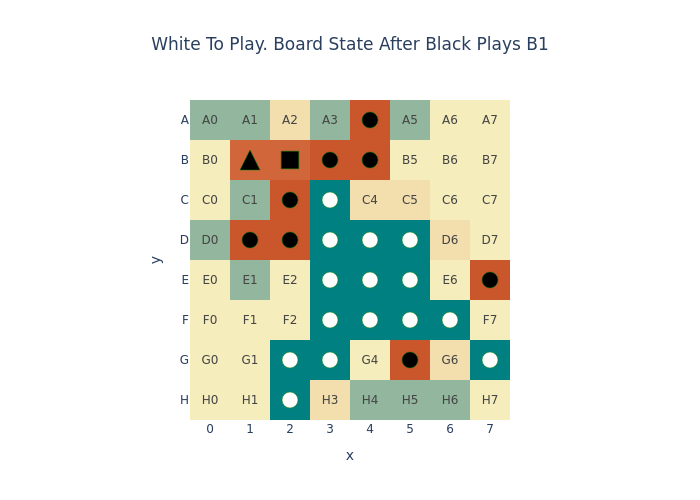 White To Play. Board State After Black Plays B1
A A0 A1 A2 A3 A5 A6 A7
B B0 B5 B6 B7
C C0 C1 C4 C5 C6 C7
D D0 D6 D7
E E0 E1 E2 E6
F F0 F1 F2 F7
G G0 G1 G4 G6
H H0 H1 H3 H4 H5 H6 H7
0 1 2 3 4 5 6 7
x
y